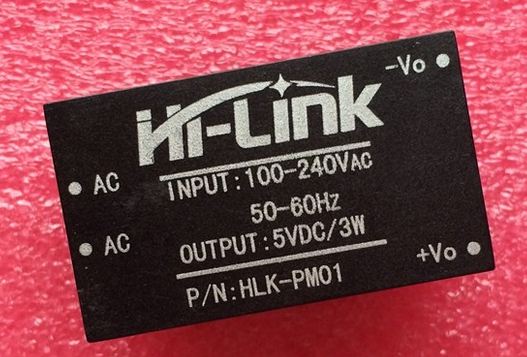 -Vo
Hi-Link
AC
INPUT:100-240VAC
50-60Hz
AC
OUTPUT:5VDC/3W
+Vo
P/N:HLK-PM01